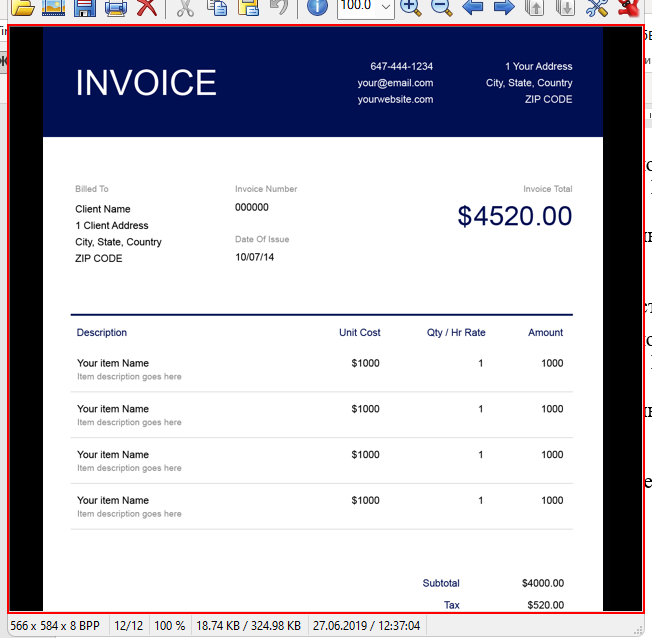 100.0
INVOICE
647-444-1234
your@email.com
yourwebsite.com
1 Your Address
City, State, Country
ZIP CODE
Billed To
Client Name
1 Client Address
City, State, Country
ZIP CODE
Invoice Number
000000
Date Of Issue
10/07/14
Invoice Total
$4520.00
Description Unit Cost Qty / Hr Rate Amount
Your item Name $1000 1 1000
Item description goes here
Your item Name $1000 1 1000
Item description goes here
Your item Name $1000 1 1000
Item description goes here
Your item Name $1000 1 1000
Item description goes here
Subtotal $4000.00
Tax $520.00
566 x 584 x 8 BPP 12/12 100 % 18.74 KB / 324.98 KB 27.06.2019 / 12:37:04